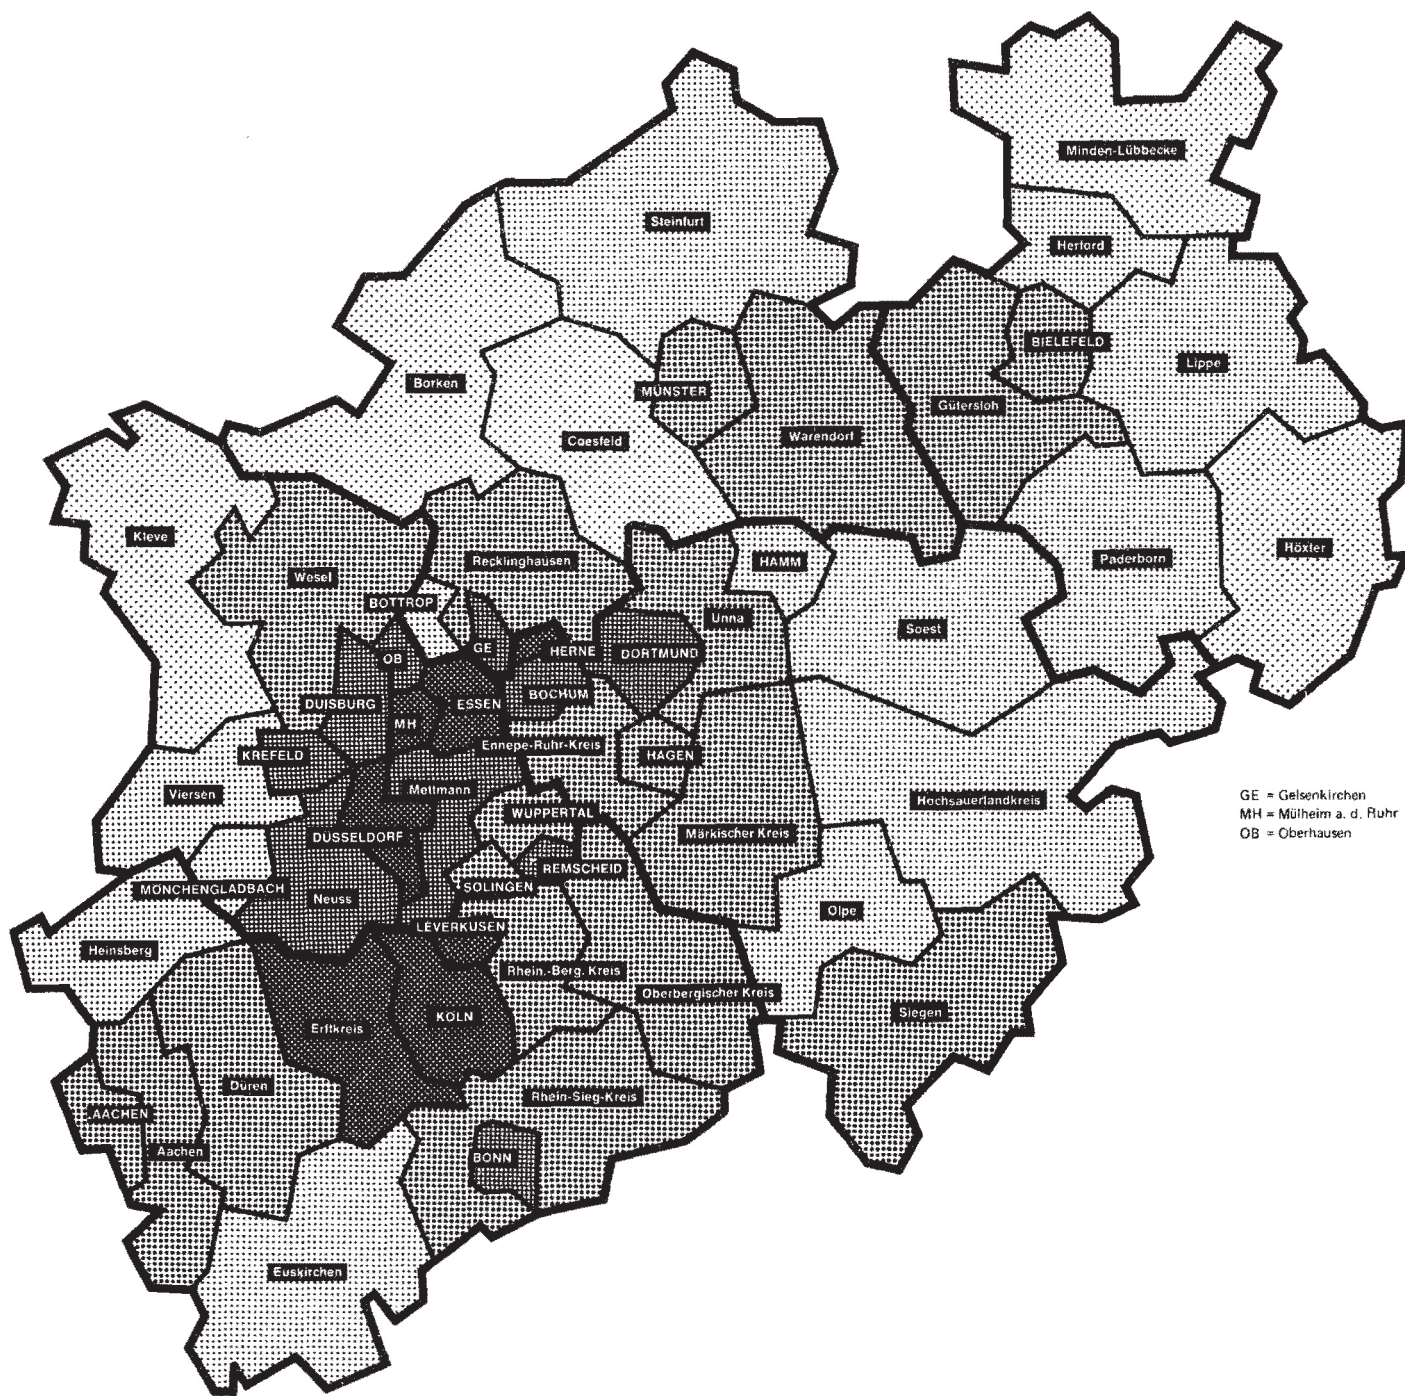 Minden-Lübbecke
Steinfurt
Herford
BIELEFELD
Lippe
Borken
MÜNSTER
Gütersloh
Coesfeld
Warendorf
Kleve
Recklinghausen
HAMM
Paderborn
Höxter
Wesel
BOTTROP
Unna
Soest
GE
HERNE
DORTMUND
OB
BOCHUM
DUISBURG
ESSEN
MH
Ennepe-Ruhr-Kreis
HAGEN
KREFELD
Viersen
Mettmann
Hochsauerlandkreis
GE = Gelsenkirchen
MH = Mülheim a. d. Ruhr
OB = Oberhausen
WUPPERTAL
DÜSSELDORF
Märkischer Kreis
REMSCHEID
MÖNCHENGLADBACH
SOLINGEN
Neuss
Olpe
LEVERKUSEN
Heinsberg
Rhein.-Berg. Kreis
Oberbergischer Kreis
Siegen
Erftkreis
KÖLN
Düren
Rhein-Sieg-Kreis
AACHEN
Aachen
BONN
Euskirchen